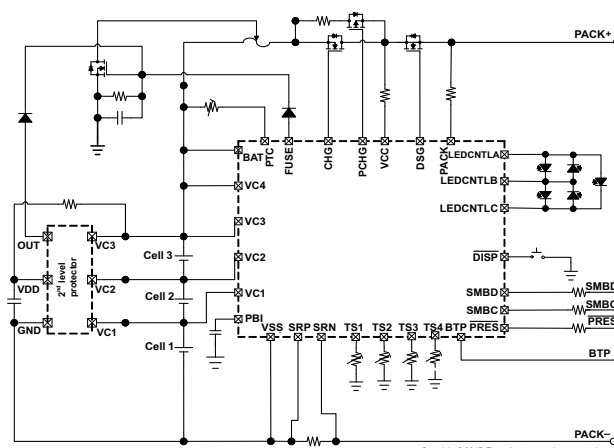 PACK+
BAT
PTC
FUSE
CHG
PCHG
VCC
DSG
PACK
LEDCNTLA
LEDCNTLB
LEDCNTLC
VC4
VC3
VC2
VC1
PBI
DISP
SMBD
SMBD
SMBC
SMBC
PRES
PRES
BTP
BTP
VSS
SRP
SRN
TS1
TS2
TS3
TS4
OUT
VDD
GND
2nd level
protector
VC3
VC2
VC1
Cell 3
Cell 2
Cell 1
PACK–